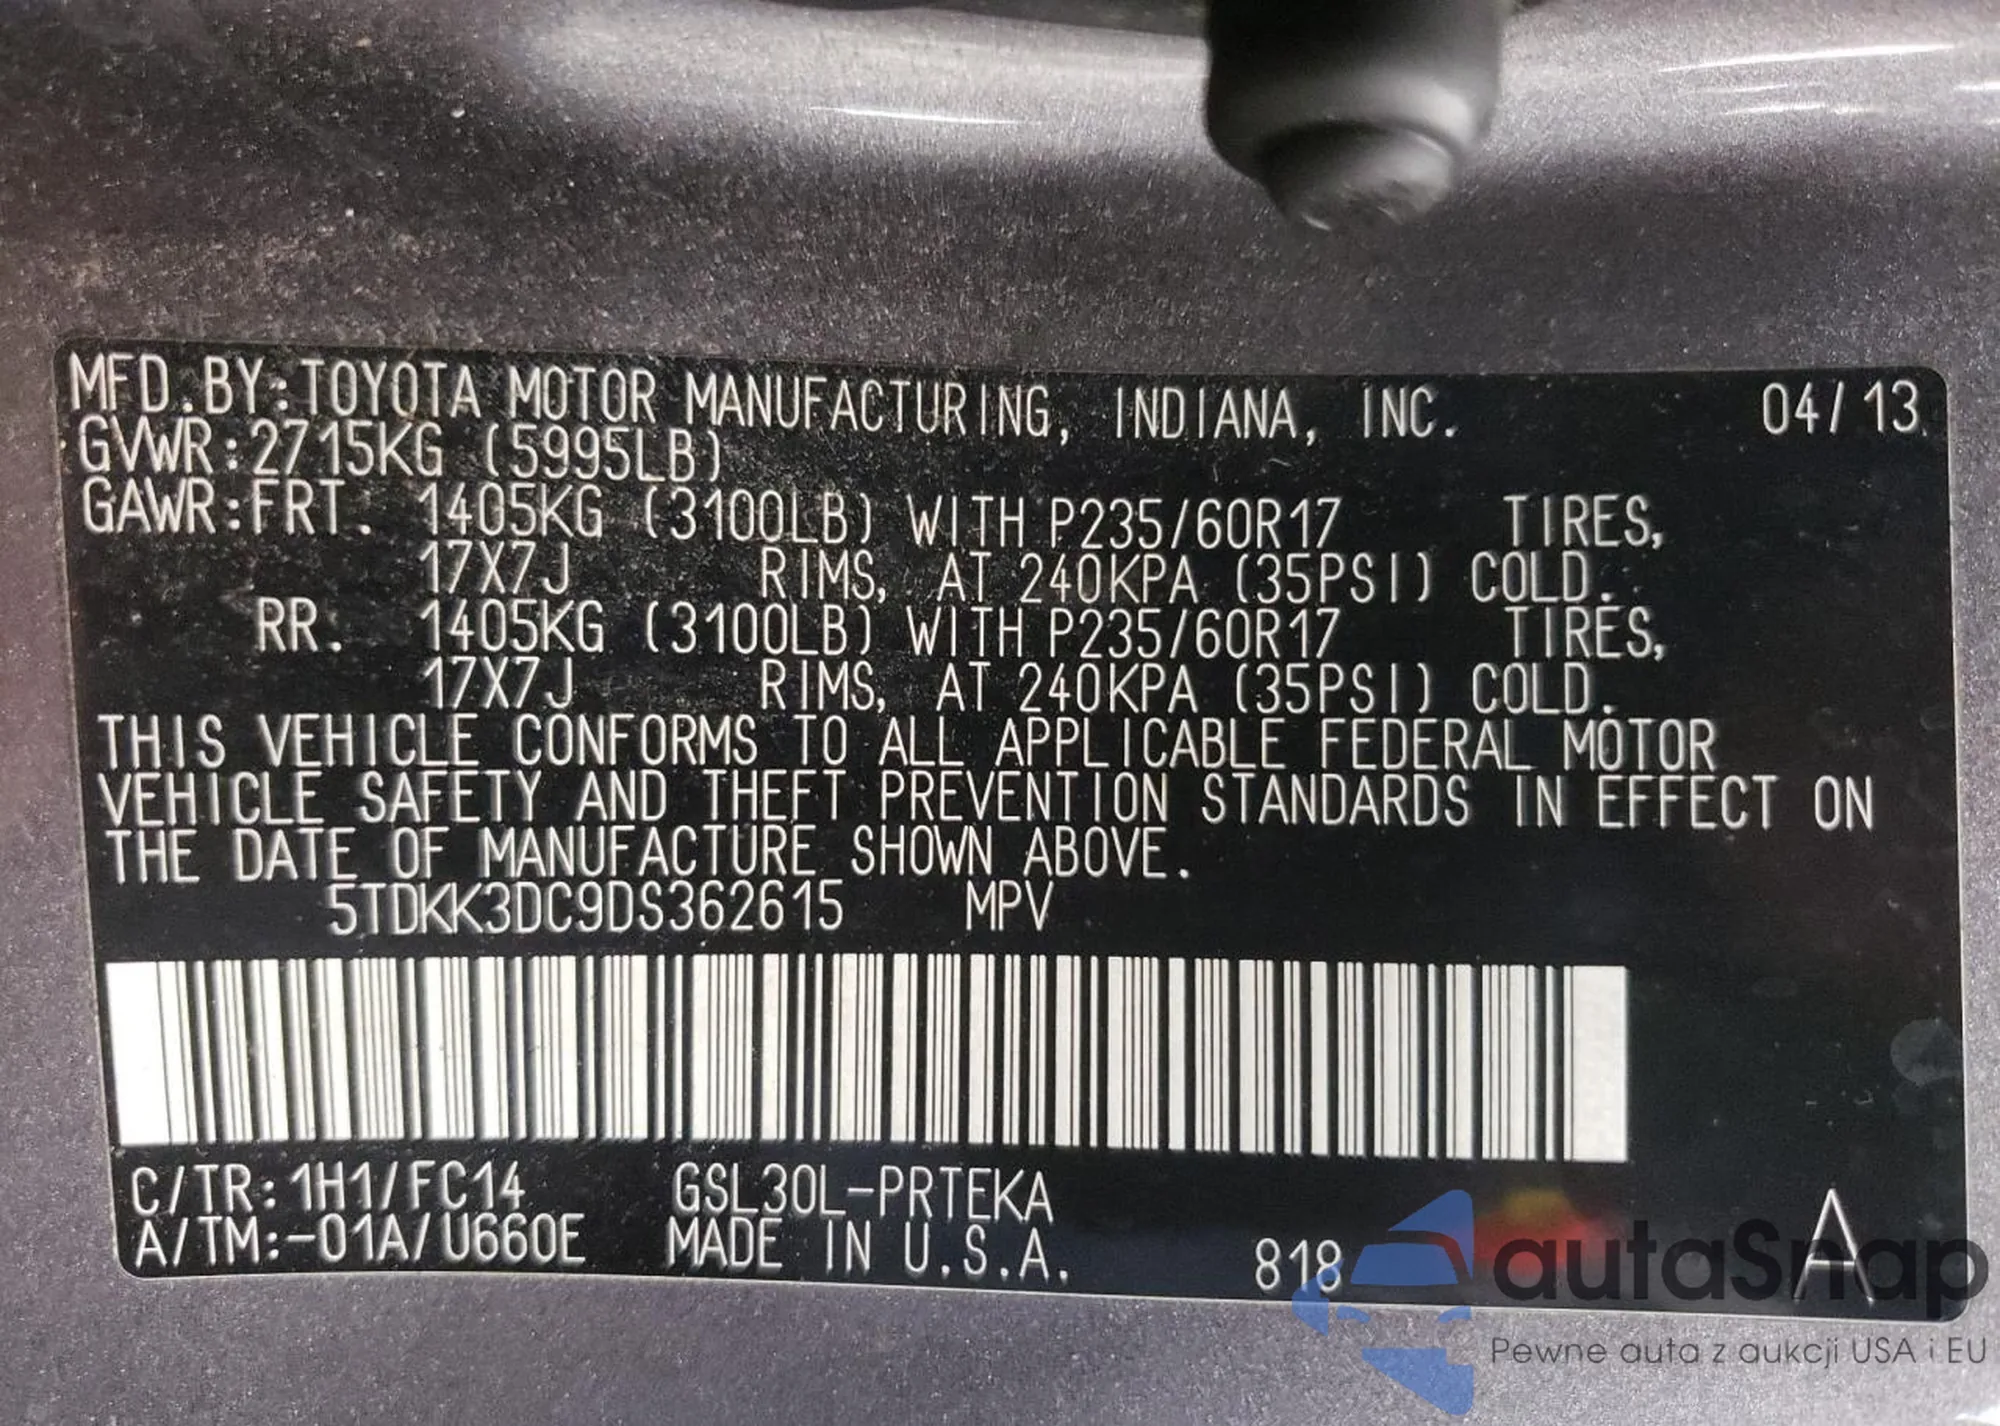 MFD.BY:TOYOTA MOTOR MANUFACTURING, INDIANA, INC. 04/13
GVWR:2715KG (5995LB)
GAWR:FRT. 1405KG (3100LB) WITH P235/60R17 TIRES,
17X7J RIMS, AT 240KPA (35PSI) COLD.
RR. 1405KG (3100LB) WITH P235/60R17 TIRES,
17X7J RIMS, AT 240KPA (35PSI) COLD.
THIS VEHICLE CONFORMS TO ALL APPLICABLE FEDERAL MOTOR
VEHICLE SAFETY AND THEFT PREVENTION STANDARDS IN EFFECT ON
THE DATE OF MANUFACTURE SHOWN ABOVE.
5TDKK3DC9DS362615 MPV
C/TR:1H1/FC14 GSL30L-PRTEKA
A/TM:-01A/U660E MADE IN U.S.A. 818 A
autaSnap
Pewne auta z aukcji USA i EU